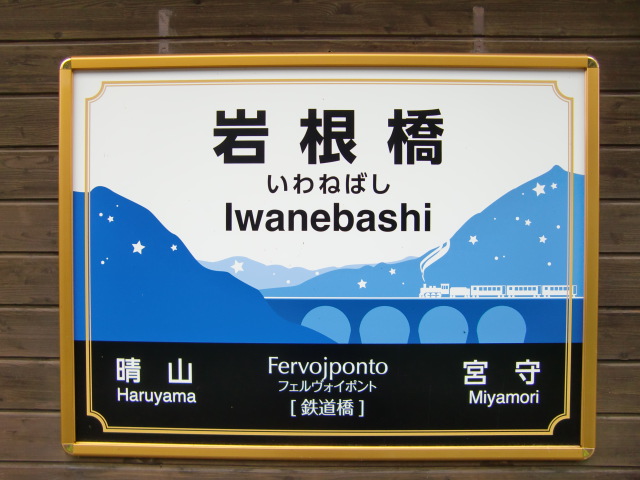 岩根橋
いわねばし
Iwanebashi
晴山
Haruyama
Fervojponto
フェルヴォイポント
[鉄道橋]
宮守
Miyamori